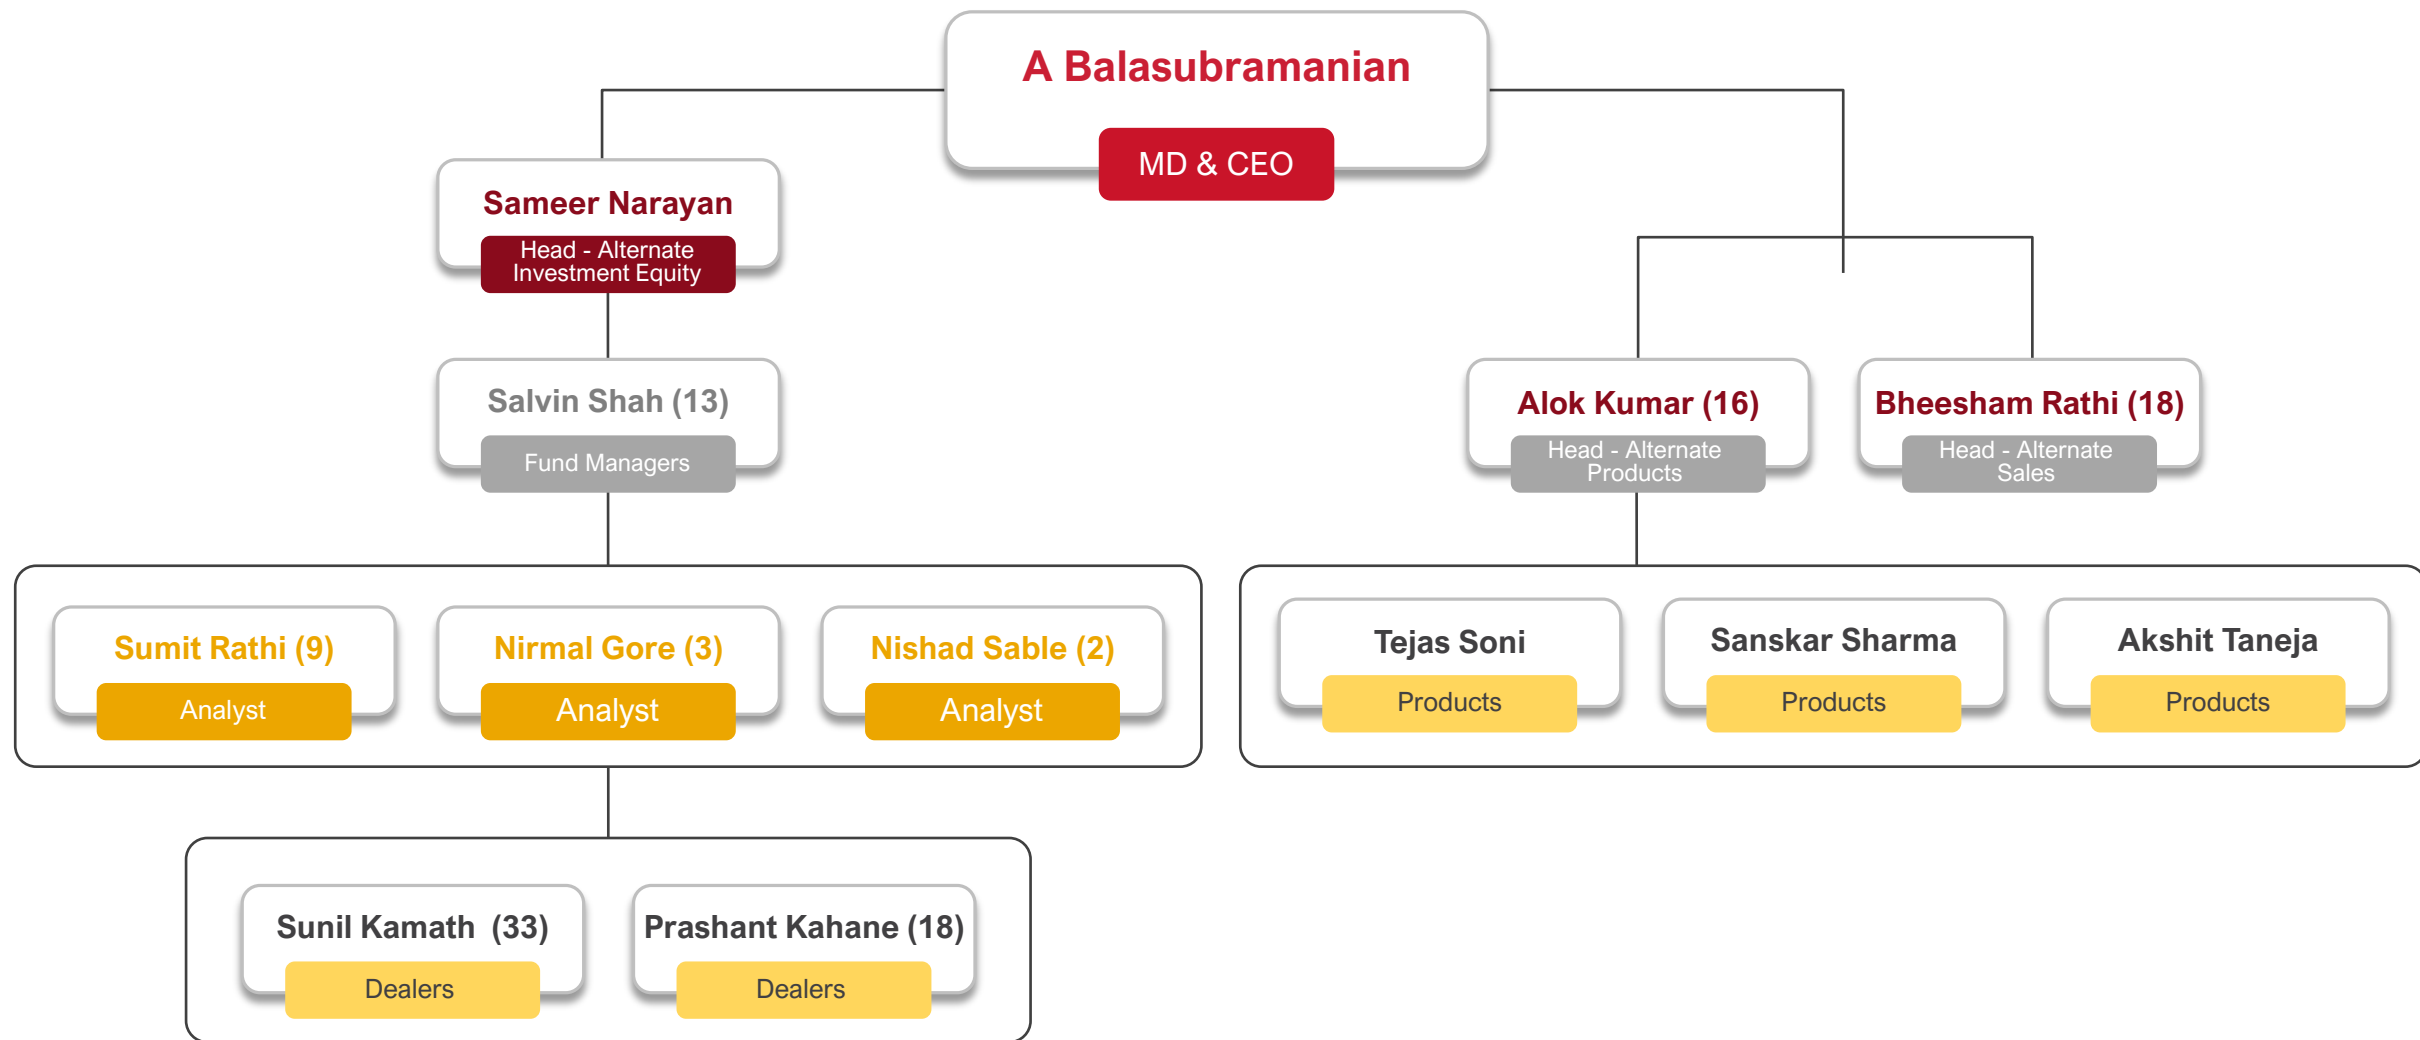 A Balasubramanian
MD & CEO
Sameer Narayan
Head - Alternate
Investment Equity
Salvin Shah (13)
Fund Managers
Alok Kumar (16)
Head - Alternate
Products
Bheesham Rathi (18)
Head - Alternate
Sales
Sumit Rathi (9)
Analyst
Nirmal Gore (3)
Analyst
Nishad Sable (2)
Analyst
Tejas Soni
Products
Sanskar Sharma
Products
Akshit Taneja
Products
Sunil Kamath  (33)
Dealers
Prashant Kahane (18)
Dealers